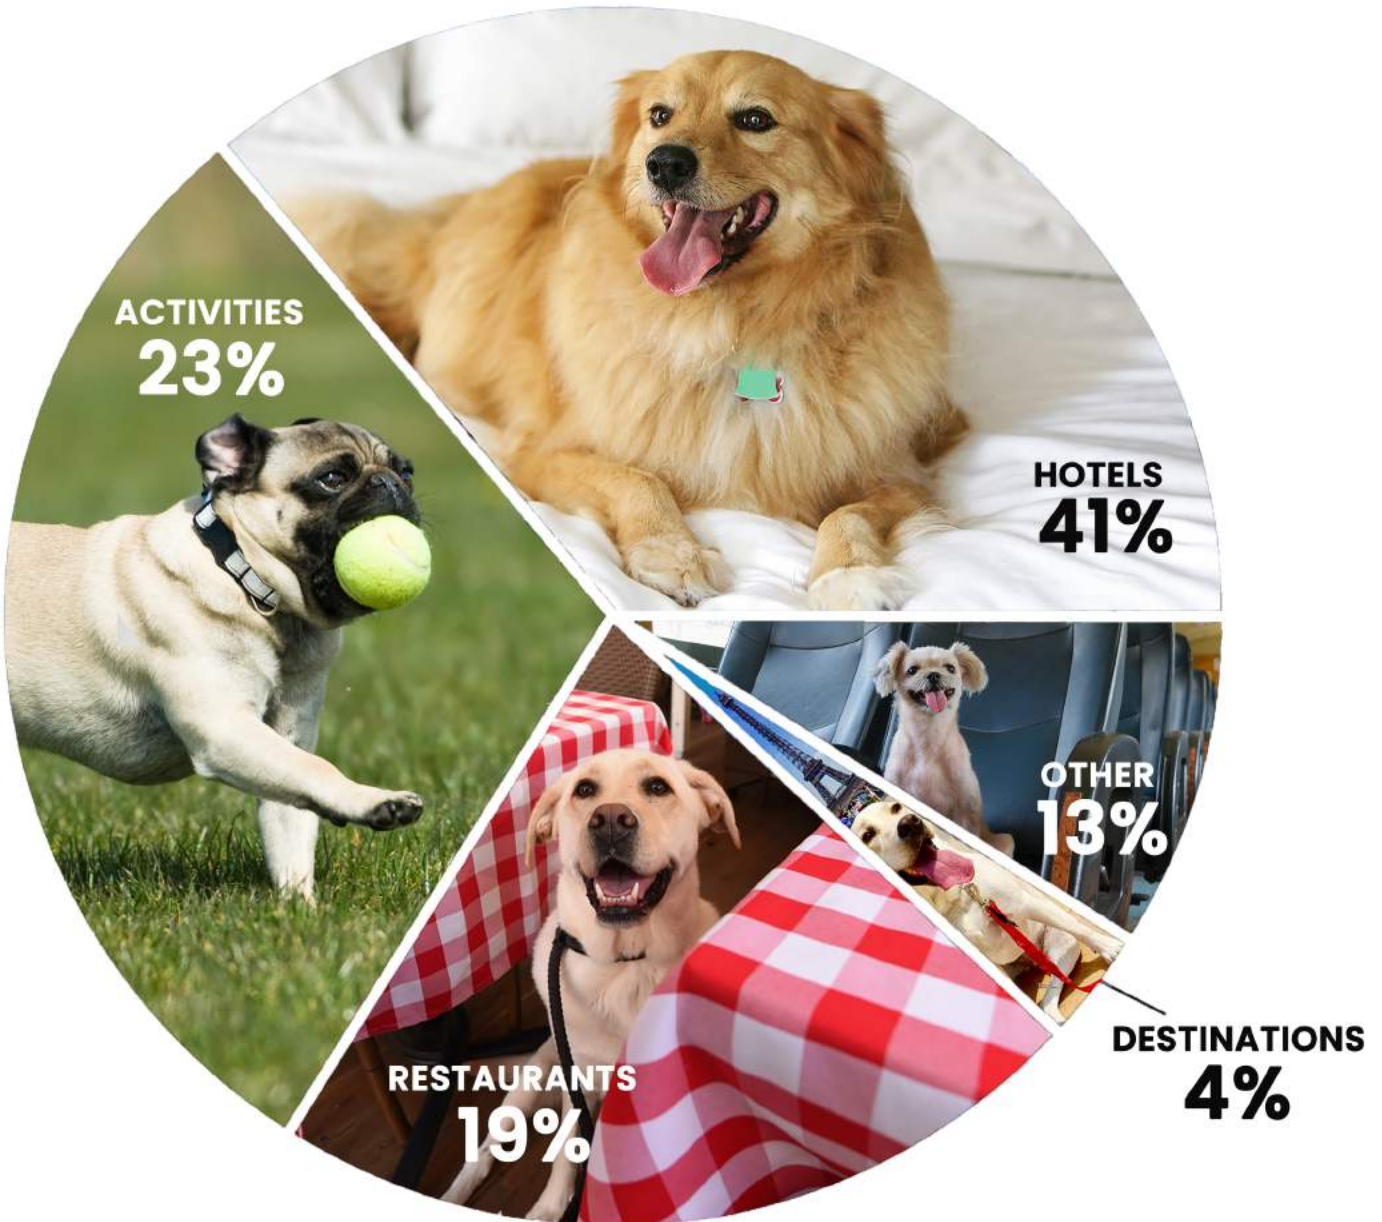 ACTIVITIES
23%
HOTELS
41%
OTHER
13%
DESTINATIONS
4%
RESTAURANTS
19%